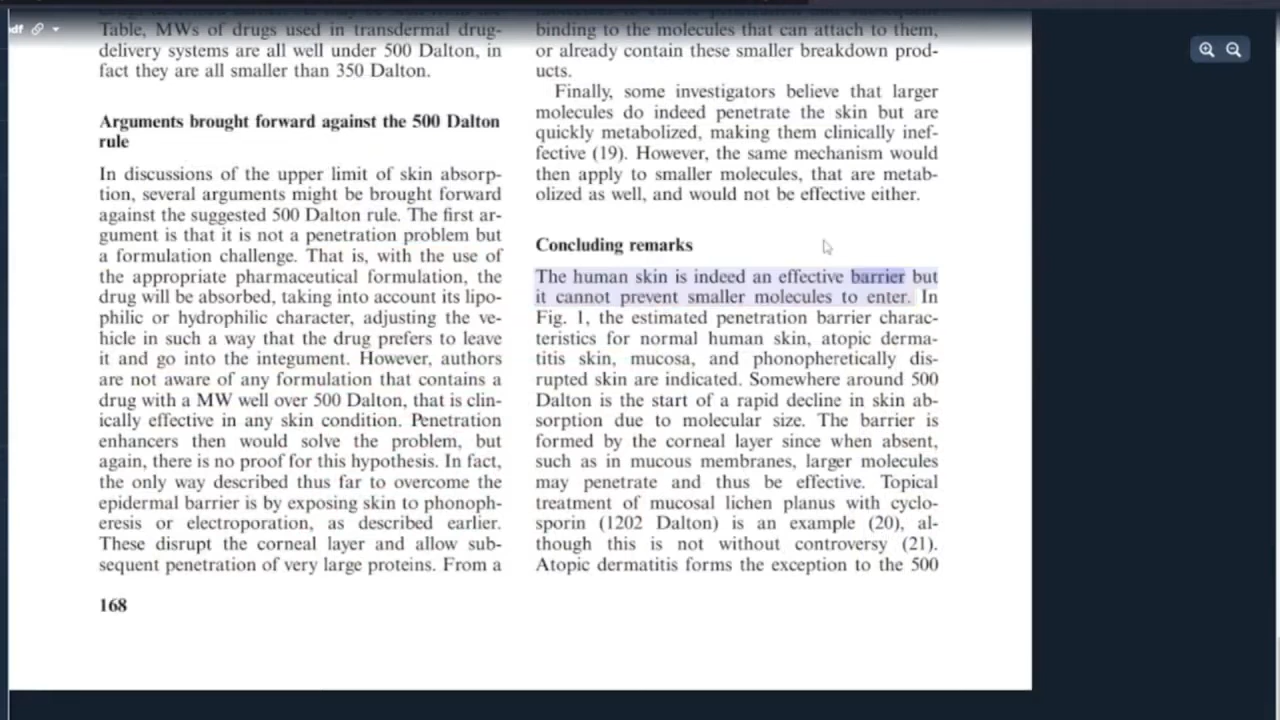 df
Table, MWs of drugs used in transdermal drug-
delivery systems are all well under 500 Dalton, in
fact they are all smaller than 350 Dalton.
Arguments brought forward against the 500 Dalton
rule
In discussions of the upper limit of skin absorp-
tion, several arguments might be brought forward
against the suggested 500 Dalton rule. The first ar-
gument is that it is not a penetration problem but
a formulation challenge. That is, with the use of
the appropriate pharmaceutical formulation, the
drug will be absorbed, taking into account its lipo-
philic or hydrophilic character, adjusting the ve-
hicle in such a way that the drug prefers to leave
it and go into the integument. However, authors
are not aware of any formulation that contains a
drug with a MW well over 500 Dalton, that is clin-
ically effective in any skin condition. Penetration
enhancers then would solve the problem, but
again, there is no proof for this hypothesis. In fact,
the only way described thus far to overcome the
epidermal barrier is by exposing skin to phonoph-
eresis or electroporation, as described earlier.
These disrupt the corneal layer and allow sub-
sequent penetration of very large proteins. From a
168
binding to the molecules that can attach to them,
or already contain these smaller breakdown prod-
ucts.
Finally, some investigators believe that larger
molecules do indeed penetrate the skin but are
quickly metabolized, making them clinically inef-
fective (19). However, the same mechanism would
then apply to smaller molecules, that are metab-
olized as well, and would not be effective either.
Concluding remarks
The human skin is indeed an effective barrier but
it cannot prevent smaller molecules to enter. In
Fig. 1, the estimated penetration barrier charac-
teristics for normal human skin, atopic derma-
titis skin, mucosa, and phonopheretically dis-
rupted skin are indicated. Somewhere around 500
Dalton is the start of a rapid decline in skin ab-
sorption due to molecular size. The barrier is
formed by the corneal layer since when absent,
such as in mucous membranes, larger molecules
may penetrate and thus be effective. Topical
treatment of mucosal lichen planus with cyclo-
sporin (1202 Dalton) is an example (20), al-
though this is not without controversy (21).
Atopic dermatitis forms the exception to the 500